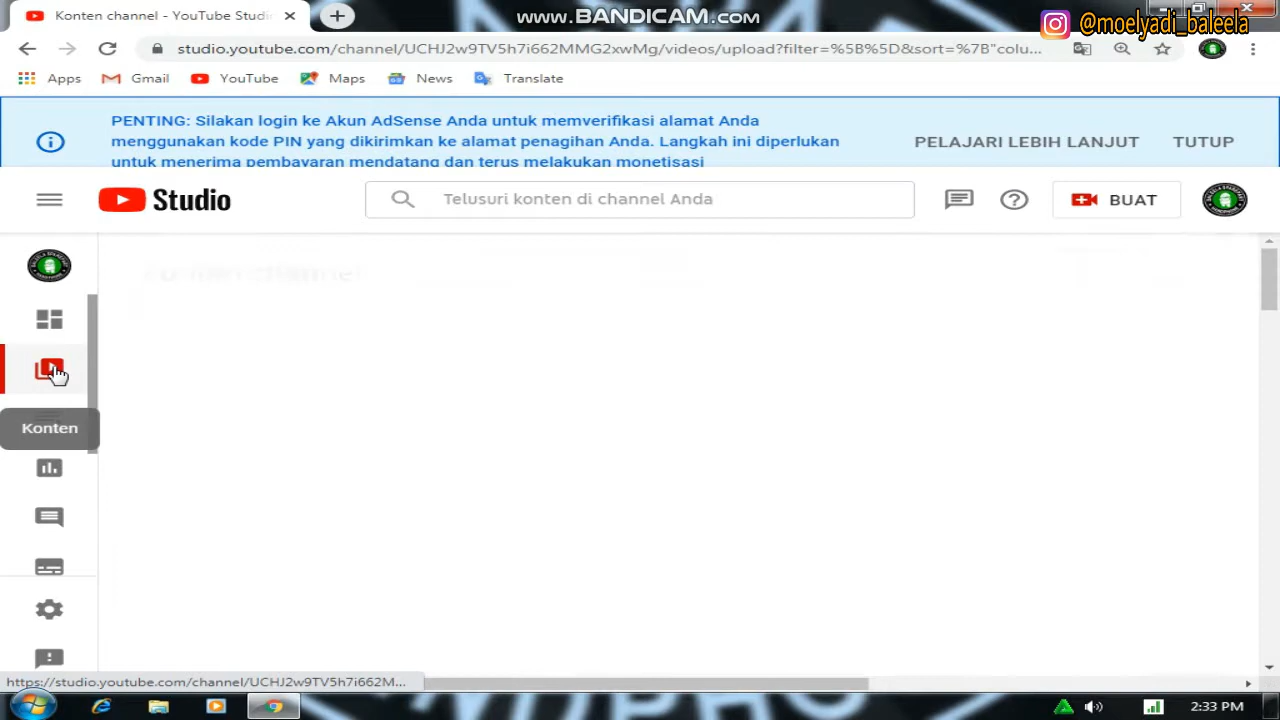 Konten channel - YouTube Studi
www.BANDICAM.com
@moelyadi_baleela
studio.youtube.com/channel/UCHJ2w9TV5h7i662MMG2xwMg/videos/upload?filter=%5B%5D&sort=%7B"colu...
Apps Gmail YouTube Maps News Translate
PENTING: Silakan login ke Akun AdSense Anda untuk memverifikasi alamat Anda
menggunakan kode PIN yang dikirimkan ke alamat penagihan Anda. Langkah ini diperlukan
untuk menerima pembayaran mendatang dan terus melakukan monetisasi
PELAJARI LEBIH LANJUT TUTUP
Studio
Telusuri konten di channel Anda
BUAT
Konten channel
Konten
https://studio.youtube.com/channel/UCHJ2w9TV5h7i662M...
2:33 PM